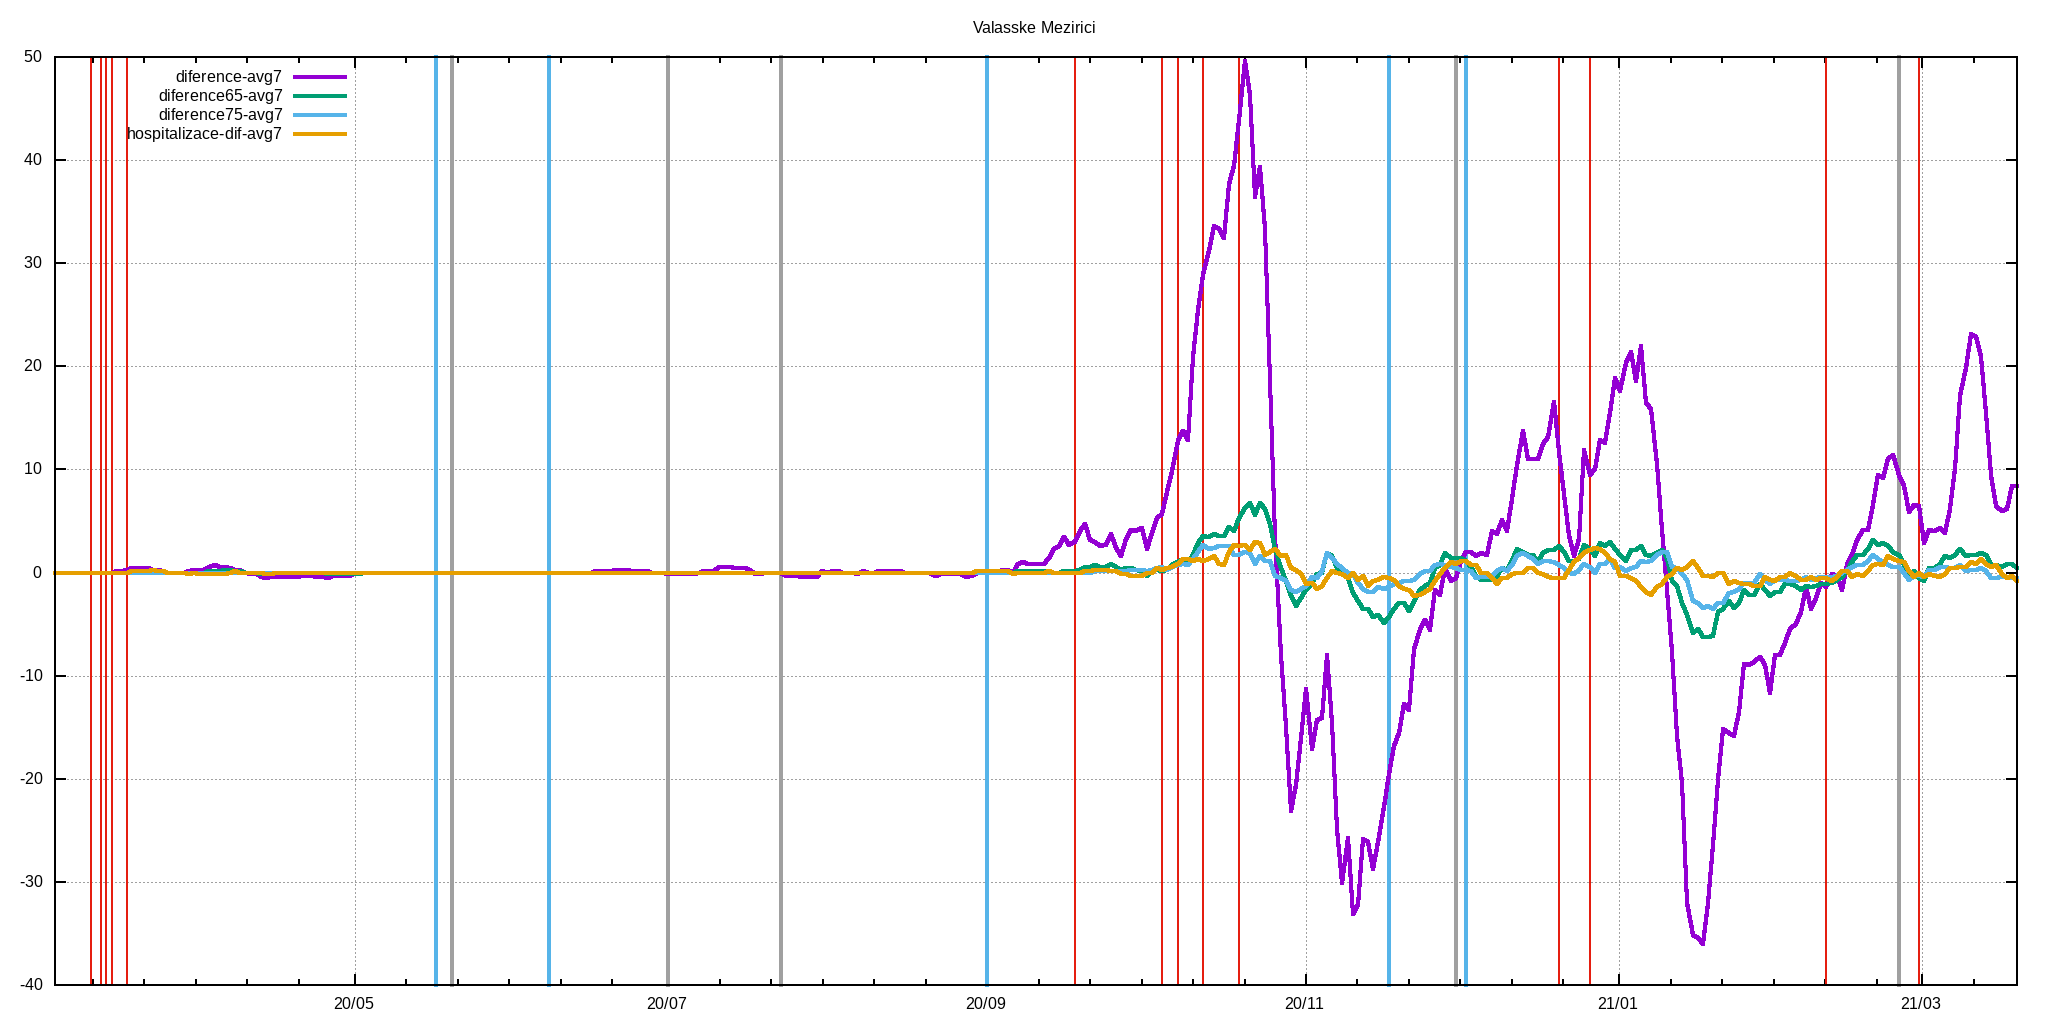 Valasske Mezirici
50
40
30
20
10
0
-10
-20
-30
-40
diference-avg7
diference65-avg7
diference75-avg7
hospitalizace-dif-avg7
20/05 20/07 20/09 20/11 21/01 21/03